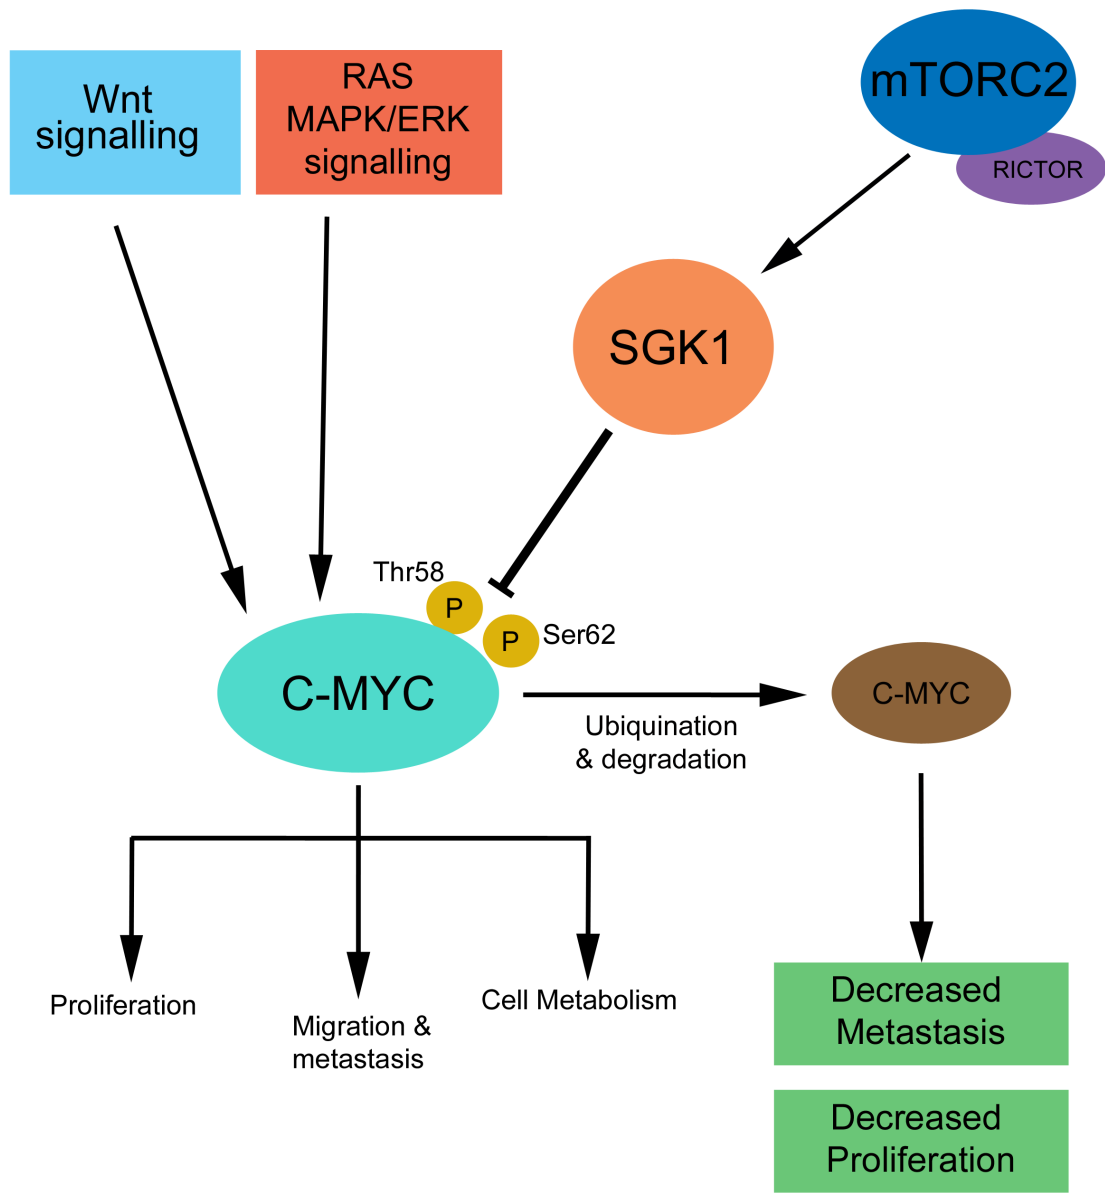 Wnt
signalling
RAS
MAPK/ERK
signalling
mTORC2
RICTOR
SGK1
Thr58
P
P
Ser62
C-MYC
Ubiquination
& degradation
C-MYC
Proliferation
Migration &
metastasis
Cell Metabolism
Decreased
Metastasis
Decreased
Proliferation